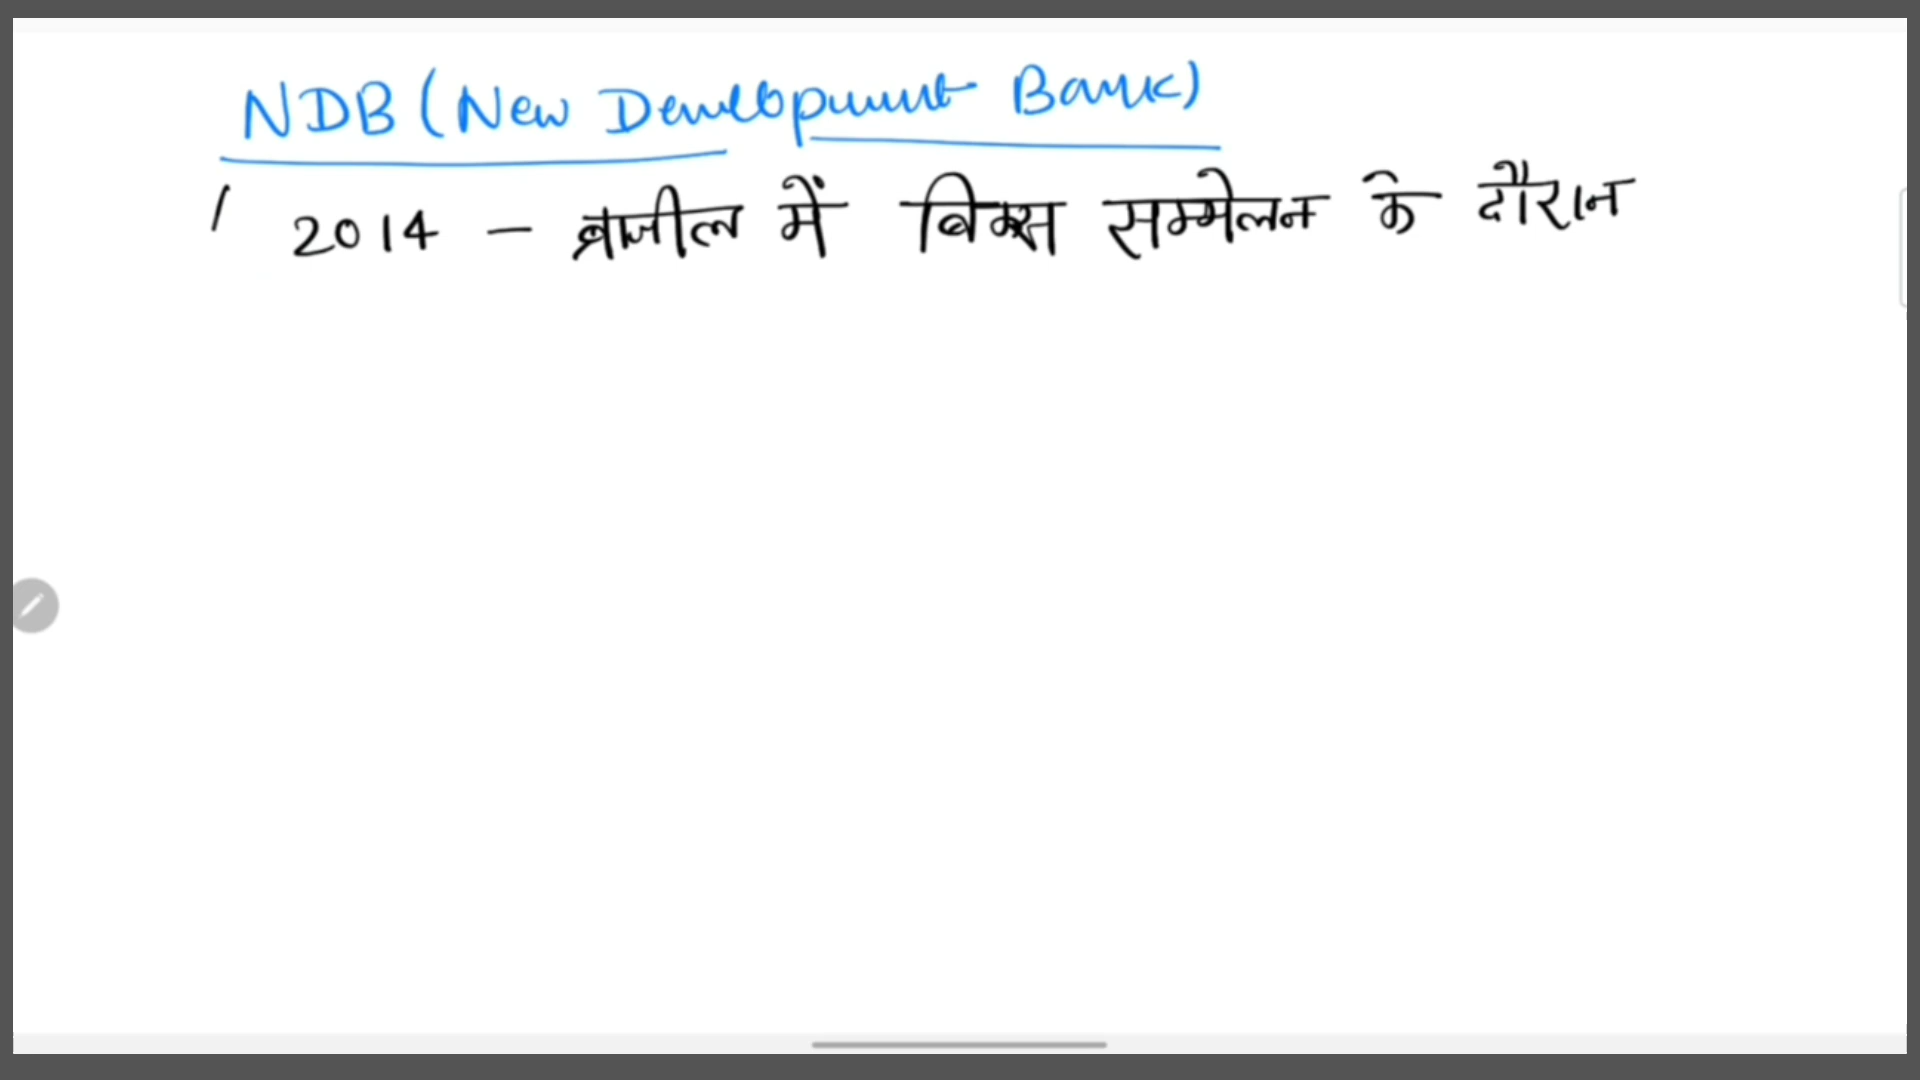 NDB (New Development Bank)
2014 - ब्राजील में ब्रिक्स सम्मेलन के दौरान